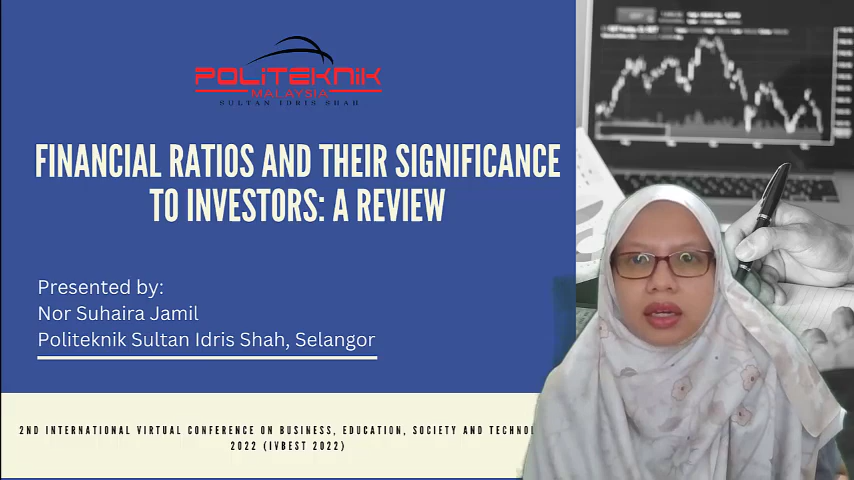 POLITEKNIK
MALAYSIA
SULTAN IDRIS SHAH
FINANCIAL RATIOS AND THEIR SIGNIFICANCE
TO INVESTORS: A REVIEW
Presented by:
Nor Suhaira Jamil
Politeknik Sultan Idris Shah, Selangor
2ND INTERNATIONAL VIRTUAL CONFERENCE ON BUSINESS, EDUCATION, SOCIETY AND
2022 (IVBEST 2022)